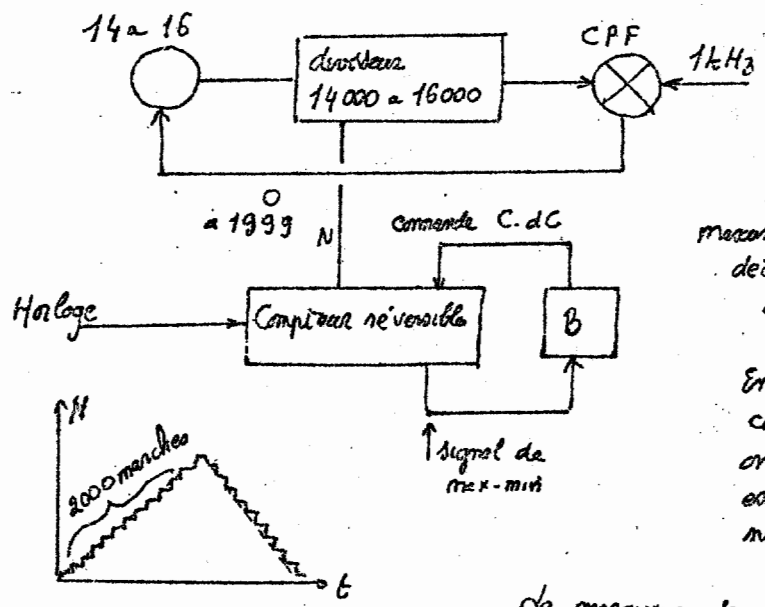 14 a 16
CPF
diviseur
14000 a 16000
1kHz
0
a 1999 N
commande C.dC
Horloge
Compteur réversible
B
N
2000 marches
t
signal de
max-min